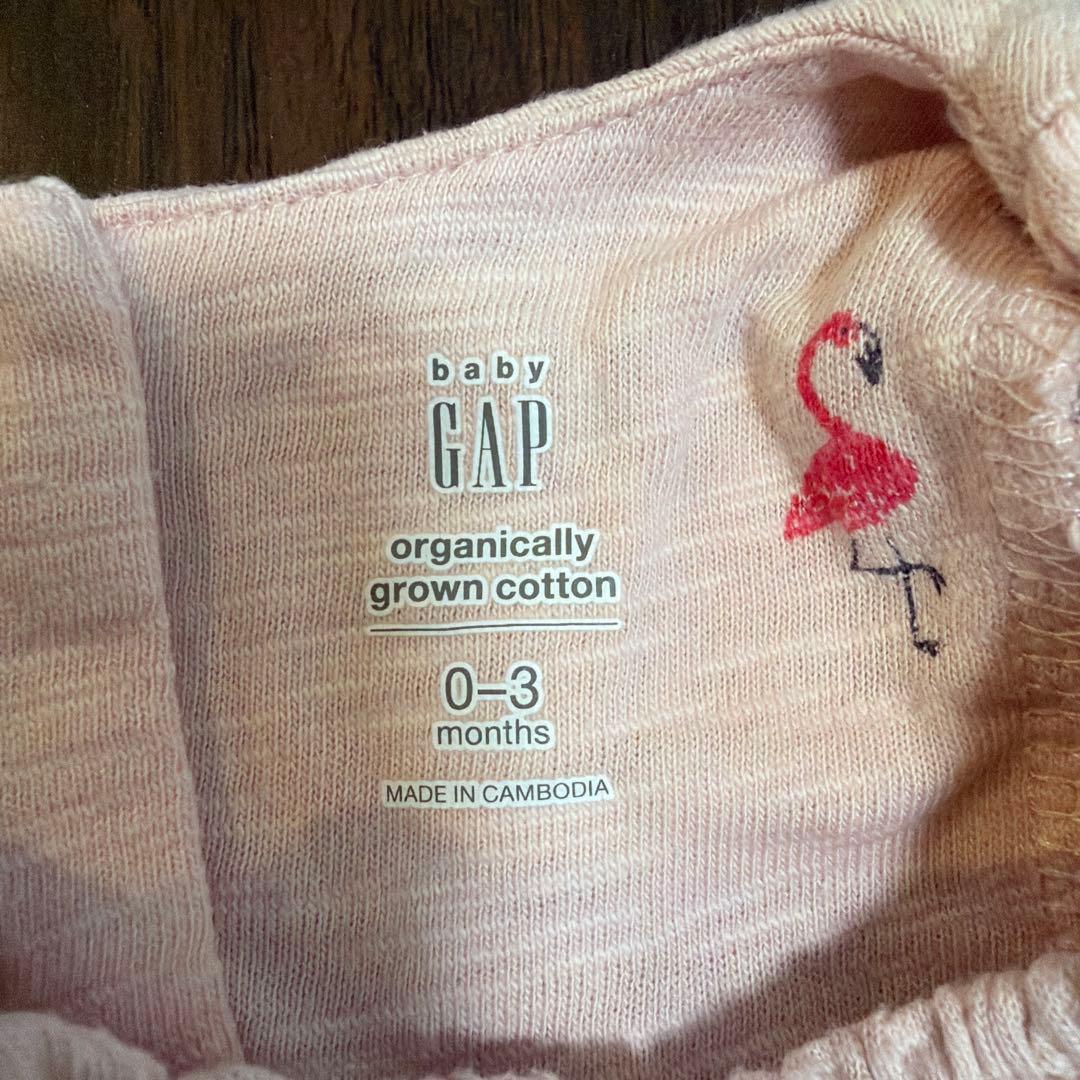 baby
GAP
organically
grown cotton
0–3
months
MADE IN CAMBODIA